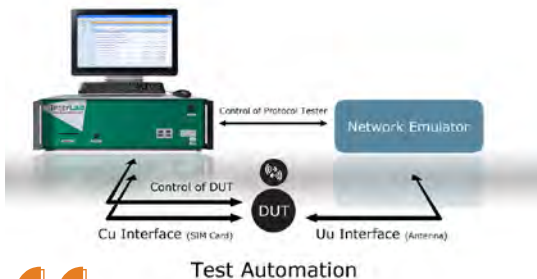 Control of Protocol Tester
Network Emulator
Control of DUT
DUT
Cu Interface (SIM Card)
Uu Interface (Antenna)
Test Automation